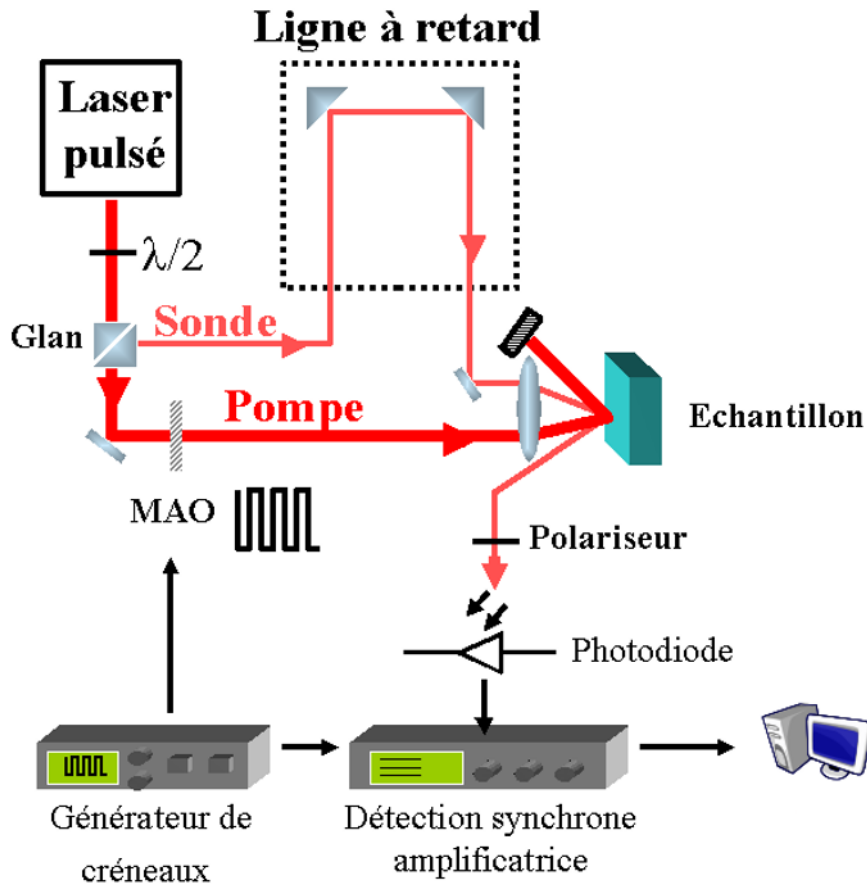 Ligne à retard
Laser
pulsé
λ/2
Glan
Sonde
Pompe
Echantillon
MAO
Polariseur
Photodiode
Générateur de
créneaux
Détection synchrone
amplificatrice